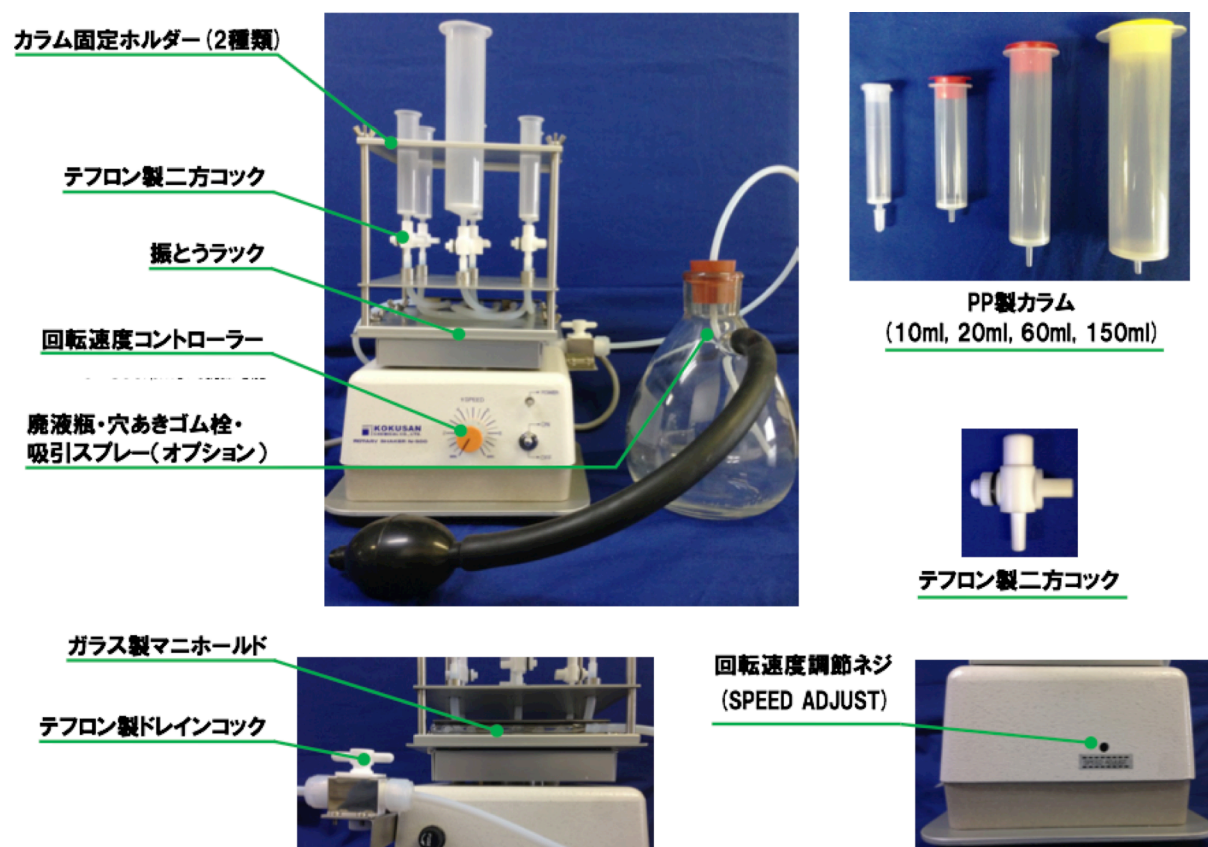 カラム固定ホルダー(2種類)
テフロン製二方コック
振とうラック
回転速度コントローラー
廃液瓶・穴あきゴム栓・
吸引スプレー(オプション)
SPEED
POWER
ON
OFF
KOKUSAN
PP製カラム
(10ml, 20ml, 60ml, 150ml)
テフロン製二方コック
ガラス製マニホールド
テフロン製ドレインコック
回転速度調節ネジ
(SPEED ADJUST)
SPEED ADJUST